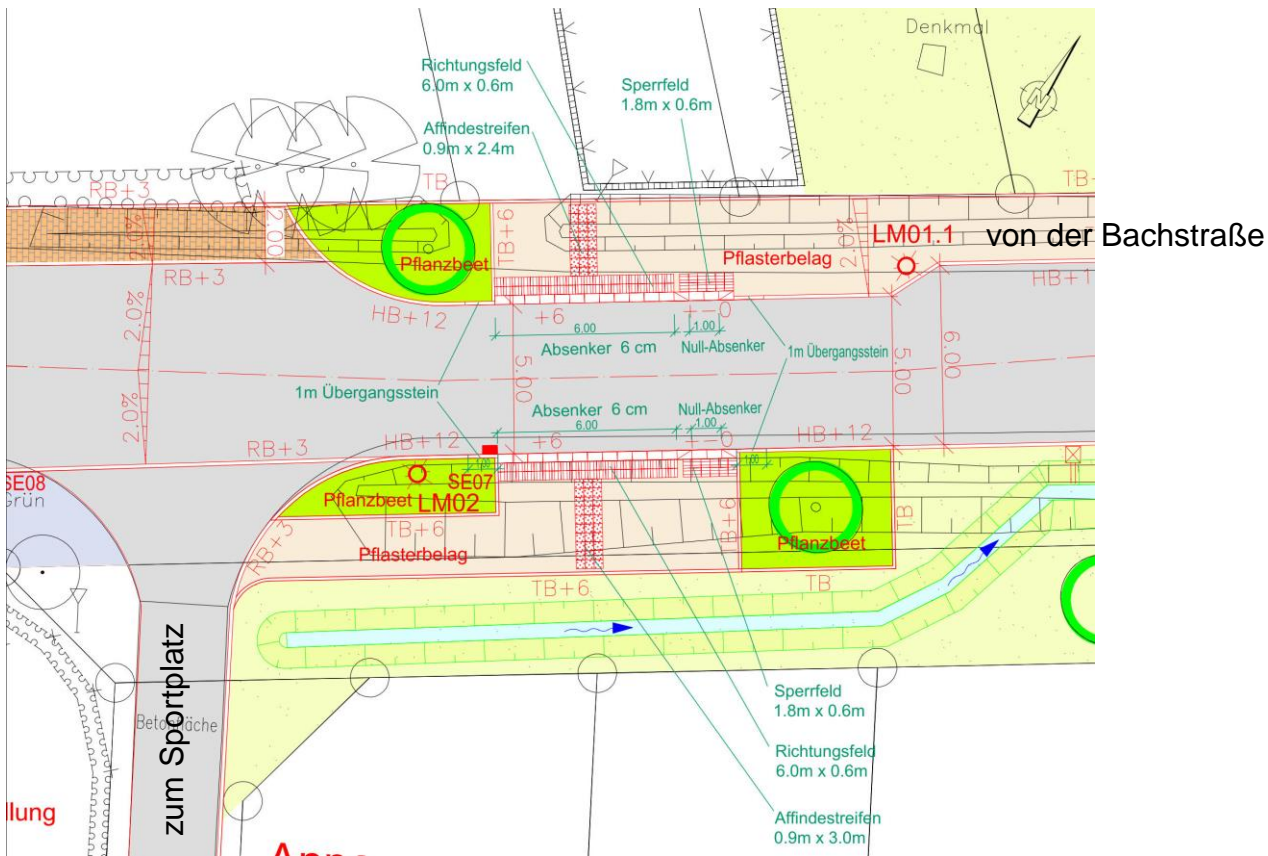 Denkmal
Richtungsfeld
6.0m x 0.6m
Sperrfeld
1.8m x 0.6m
Affindestreifen
0.9m x 2.4m
RB+3
TB
TB-
2.00
TB+6
2.0%
LM01.1
von der Bachstraße
Pflanzbeet
Pflasterbelag
RB+3
HB+1
HB+12
+6
+-0
6.00
1.00
2.0%
Absenker 6 cm
Null-Absenker
1m Übergangsstein
5.00
5.00
6.00
1m Übergangsstein
2.0%
Absenker 6 cm
Null-Absenker
6.00
1.00
RB+3
HB+12
+6
+-0
HB+12
1.00
1.00
SE08
Grün
Pflanzbeet
SE07
LM02
TB+6
TB+6
TB
RB+3
Pflasterbelag
Pflanzbeet
TB+6
TB
zum Sportplatz
Betonfläche
Sperrfeld
1.8m x 0.6m
Richtungsfeld
6.0m x 0.6m
Affindestreifen
0.9m x 3.0m
llung